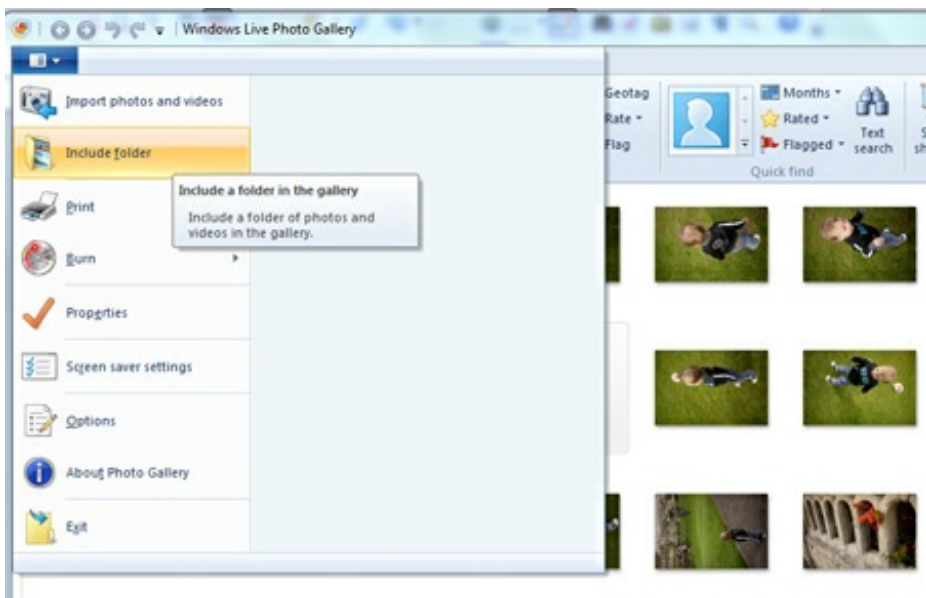 Windows Live Photo Gallery
Import photos and videos
Include folder
Include a folder in the gallery
Include a folder of photos and
videos in the gallery.
Print
Burn
Properties
Screen saver settings
Options
About Photo Gallery
Exit
Geotag
Rate
Flag
Months
Rated
Flagged
Text
search
Quick find